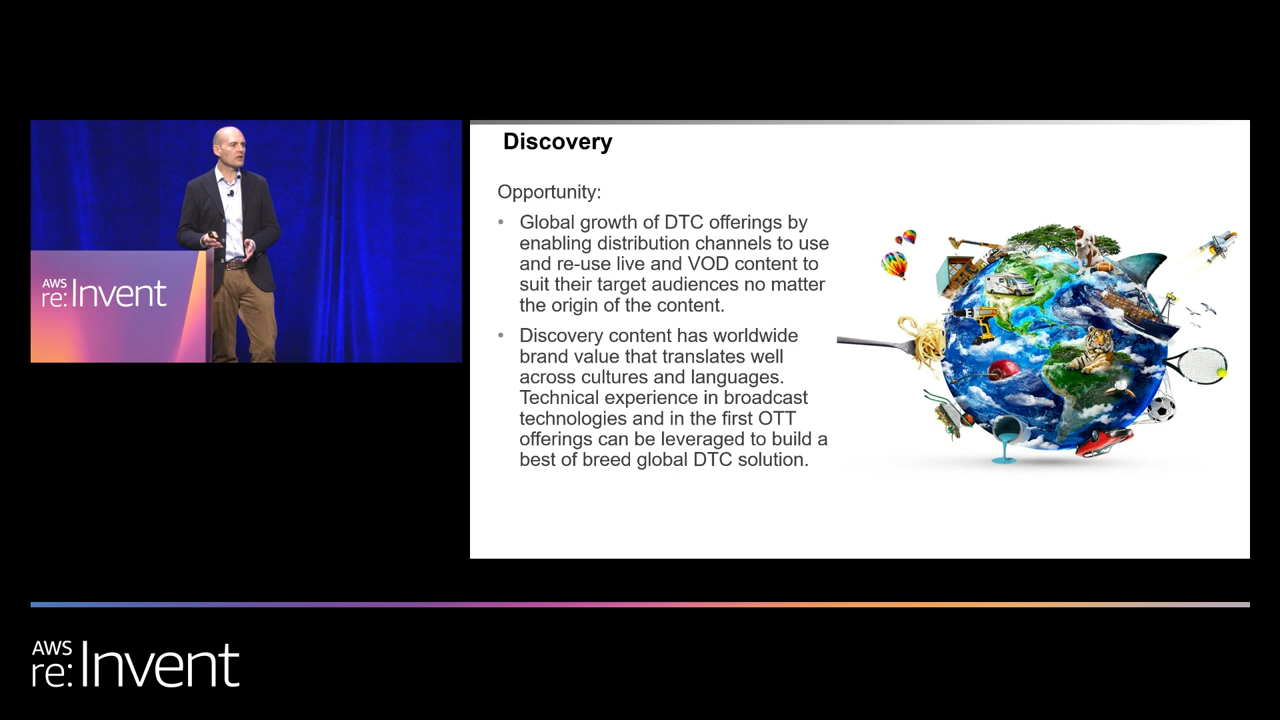 AWS
re:Invent
Discovery
Opportunity:
• Global growth of DTC offerings by
enabling distribution channels to use
and re-use live and VOD content to
suit their target audiences no matter
the origin of the content.
• Discovery content has worldwide
brand value that translates well
across cultures and languages.
Technical experience in broadcast
technologies and in the first OTT
offerings can be leveraged to build a
best of breed global DTC solution.
AWS
re:Invent